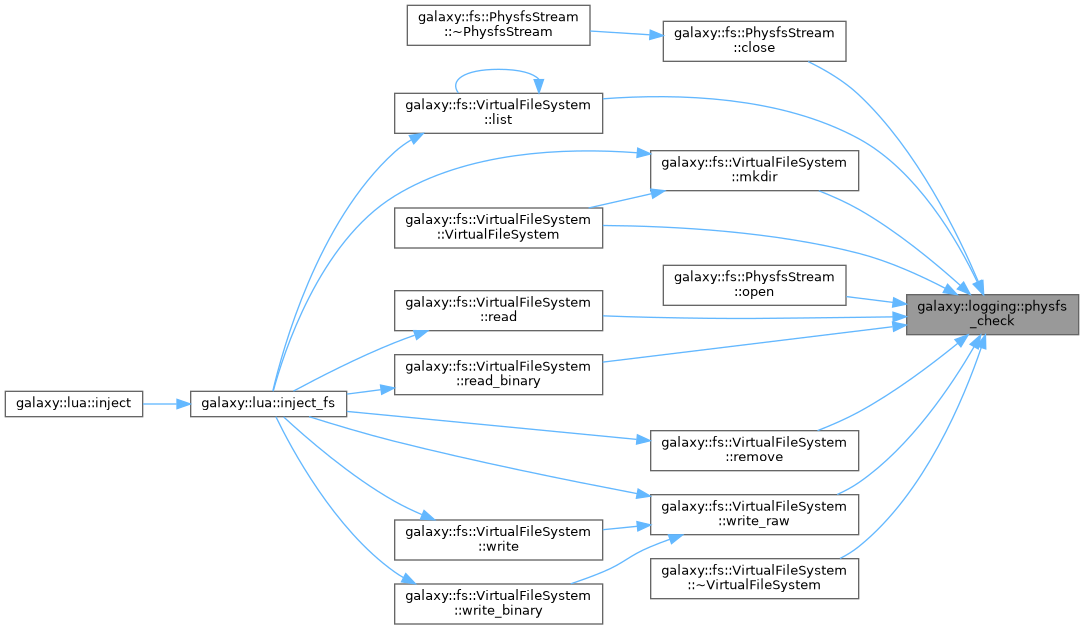 galaxy::fs::PhysfsStream
::~PhysfsStream
galaxy::fs::PhysfsStream
::close
galaxy::fs::VirtualFileSystem
::list
galaxy::fs::VirtualFileSystem
::mkdir
galaxy::fs::VirtualFileSystem
::VirtualFileSystem
galaxy::fs::PhysfsStream
::open
galaxy::logging::physfs
_check
galaxy::fs::VirtualFileSystem
::read
galaxy::fs::VirtualFileSystem
::read_binary
galaxy::lua::inject
galaxy::lua::inject_fs
galaxy::fs::VirtualFileSystem
::remove
galaxy::fs::VirtualFileSystem
::write_raw
galaxy::fs::VirtualFileSystem
::write
galaxy::fs::VirtualFileSystem
::~VirtualFileSystem
galaxy::fs::VirtualFileSystem
::write_binary